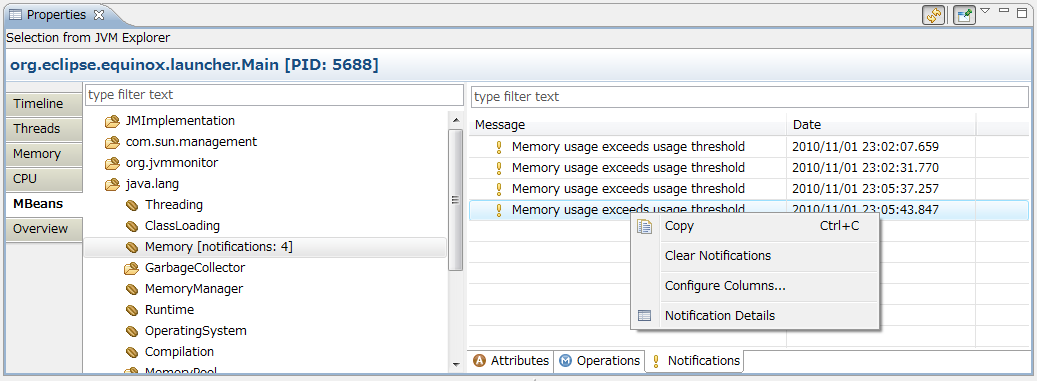 Properties
Selection from JVM Explorer
org.eclipse.equinox.launcher.Main [PID: 5688]
Timeline
Threads
Memory
CPU
MBeans
Overview
type filter text
JMImplementation
com.sun.management
org.jvmmonitor
java.lang
Threading
ClassLoading
Memory [notifications: 4]
GarbageCollector
MemoryManager
Runtime
OperatingSystem
Compilation
MemoryPool
type filter text
Message Date
Memory usage exceeds usage threshold 2010/11/01 23:02:07.659
Memory usage exceeds usage threshold 2010/11/01 23:02:31.770
Memory usage exceeds usage threshold 2010/11/01 23:05:37.257
Memory usage exceeds usage threshold 2010/11/01 23:05:43.847
Copy Ctrl+C
Clear Notifications
Configure Columns...
Notification Details
A Attributes M Operations Notifications